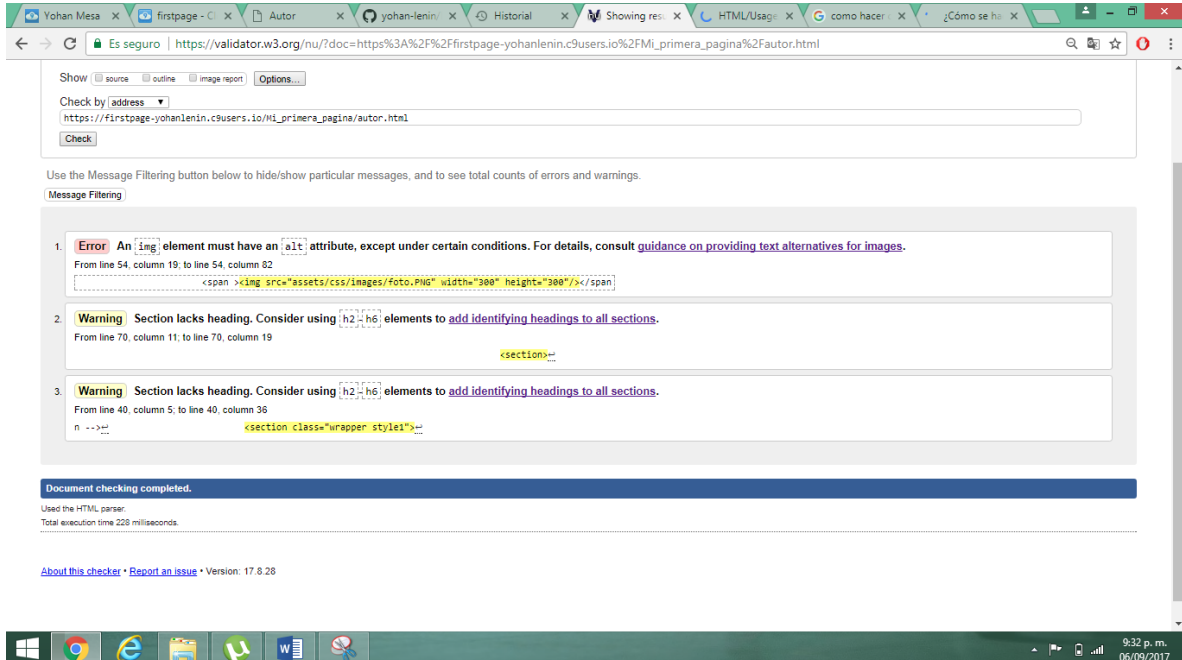 Yohan Mesa
firstpage - Cl
Autor
yohan-lenin/
Historial
Showing resu
HTML/Usage
como hacer
¿Cómo se ha
Es seguro | https://validator.w3.org/nu/?doc=https%3A%2F%2Ffirstpage-yohanlenin.c9users.io%2FMi_primera_pagina%2Fautor.html
Show source outline image report Options...
Check by address
https://firstpage-yohanlenin.c9users.io/Mi_primera_pagina/autor.html
Check
Use the Message Filtering button below to hide/show particular messages, and to see total counts of errors and warnings.
Message Filtering
1. Error An img element must have an alt attribute, except under certain conditions. For details, consult guidance on providing text alternatives for images.
From line 54, column 19; to line 54, column 82
<span ><img src="assets/css/images/foto.PNG" width="300" height="300"/></span
2. Warning Section lacks heading. Consider using h2-h6 elements to add identifying headings to all sections.
From line 70, column 11; to line 70, column 19
<section>↩
3. Warning Section lacks heading. Consider using h2-h6 elements to add identifying headings to all sections.
From line 40, column 5; to line 40, column 36
n -->↩ <section class="wrapper style1">↩
Document checking completed.
Used the HTML parser.
Total execution time 228 milliseconds.
About this checker • Report an issue • Version: 17.8.28
9:32 p. m.
06/09/2017